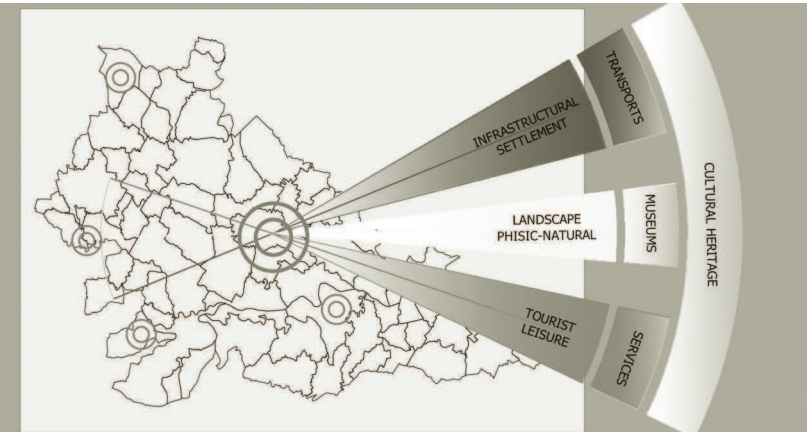 INFRASTRUCTURAL
SETTLEMENT
TRANSPORTS
LANDSCAPE
PHISIC-NATURAL
MUSEUMS
TOURIST
LEISURE
SERVICES
CULTURAL HERITAGE